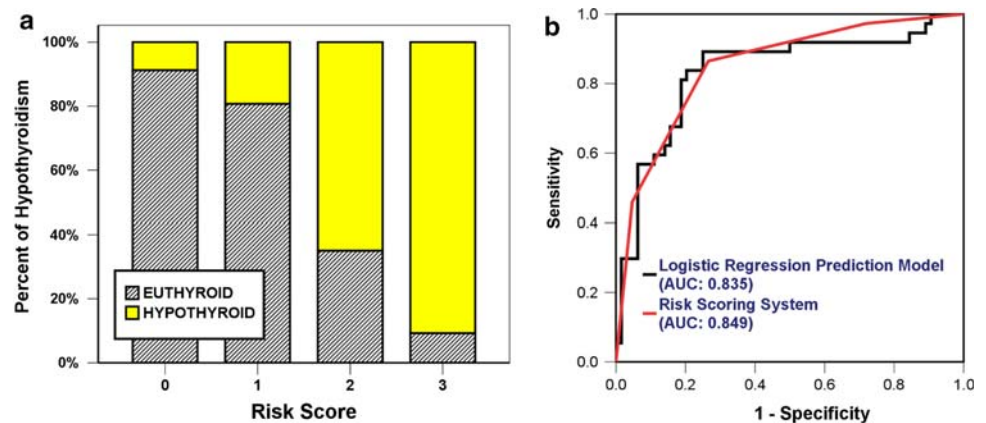 a
100%
80%
60%
40%
20%
0%
Percent of Hypothyroidism
EUTHYROID
HYPOTHYROID
0 1 2 3
Risk Score
b
1.0
0.8
0.6
0.4
0.2
0.0
Sensitivity
Logistic Regression Prediction Model
(AUC: 0.835)
Risk Scoring System
(AUC: 0.849)
0.0 0.2 0.4 0.6 0.8 1.0
1 - Specificity